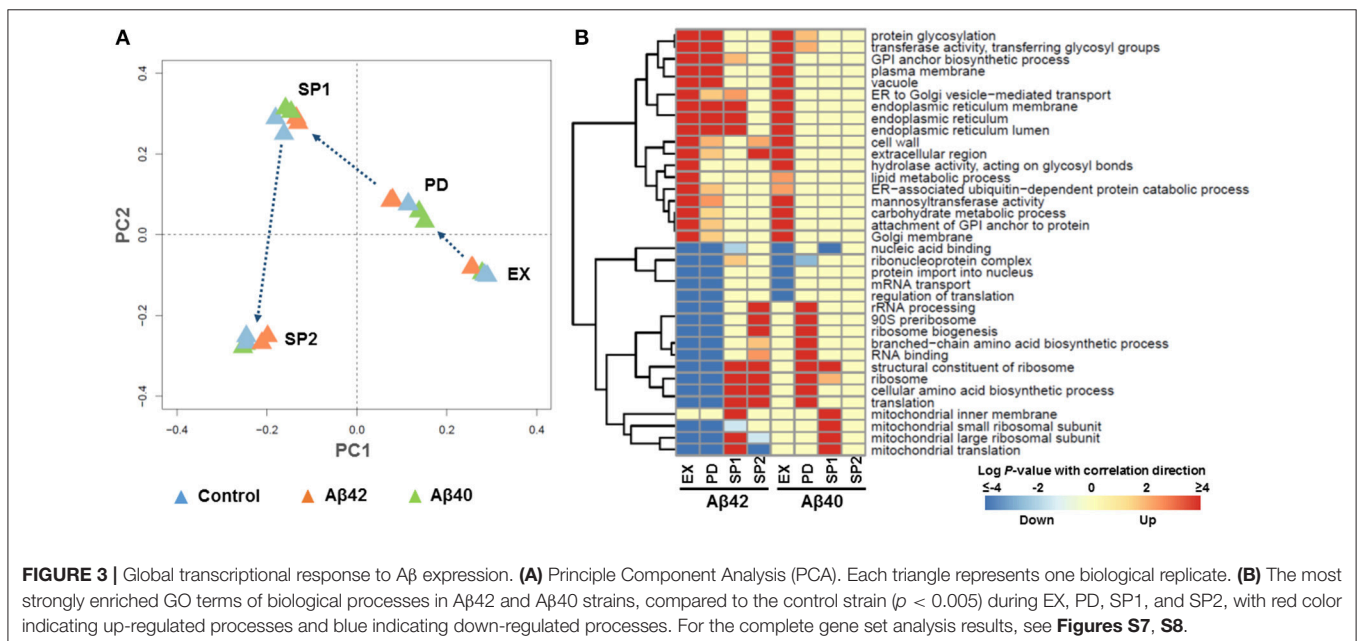 A
0.4
0.2
0.0
−0.2
−0.4
PC2
SP1
PD
EX
SP2
−0.4
−0.2
0.0
0.2
0.4
PC1
Control
Aβ42
Aβ40
B
protein glycosylation
transferase activity, transferring glycosyl groups
GPI anchor biosynthetic process
plasma membrane
vacuole
ER to Golgi vesicle−mediated transport
endoplasmic reticulum membrane
endoplasmic reticulum
endoplasmic reticulum lumen
cell wall
extracellular region
hydrolase activity, acting on glycosyl bonds
lipid metabolic process
ER−associated ubiquitin−dependent protein catabolic process
mannosyltransferase activity
carbohydrate metabolic process
attachment of GPI anchor to protein
Golgi membrane
nucleic acid binding
ribonucleoprotein complex
protein import into nucleus
mRNA transport
regulation of translation
rRNA processing
90S preribosome
ribosome biogenesis
branched−chain amino acid biosynthetic process
RNA binding
structural constituent of ribosome
ribosome
cellular amino acid biosynthetic process
translation
mitochondrial inner membrane
mitochondrial small ribosomal subunit
mitochondrial large ribosomal subunit
mitochondrial translation
EX PD SP1 SP2 EX PD SP1 SP2
Aβ42 Aβ40
Log P-value with correlation direction
≤-4 -2 0 2 ≥4
Down Up
FIGURE 3 | Global transcriptional response to Aβ expression. (A) Principle Component Analysis (PCA). Each triangle represents one biological replicate. (B) The most
strongly enriched GO terms of biological processes in Aβ42 and Aβ40 strains, compared to the control strain (p < 0.005) during EX, PD, SP1, and SP2, with red color
indicating up-regulated processes and blue indicating down-regulated processes. For the complete gene set analysis results, see Figures S7, S8.